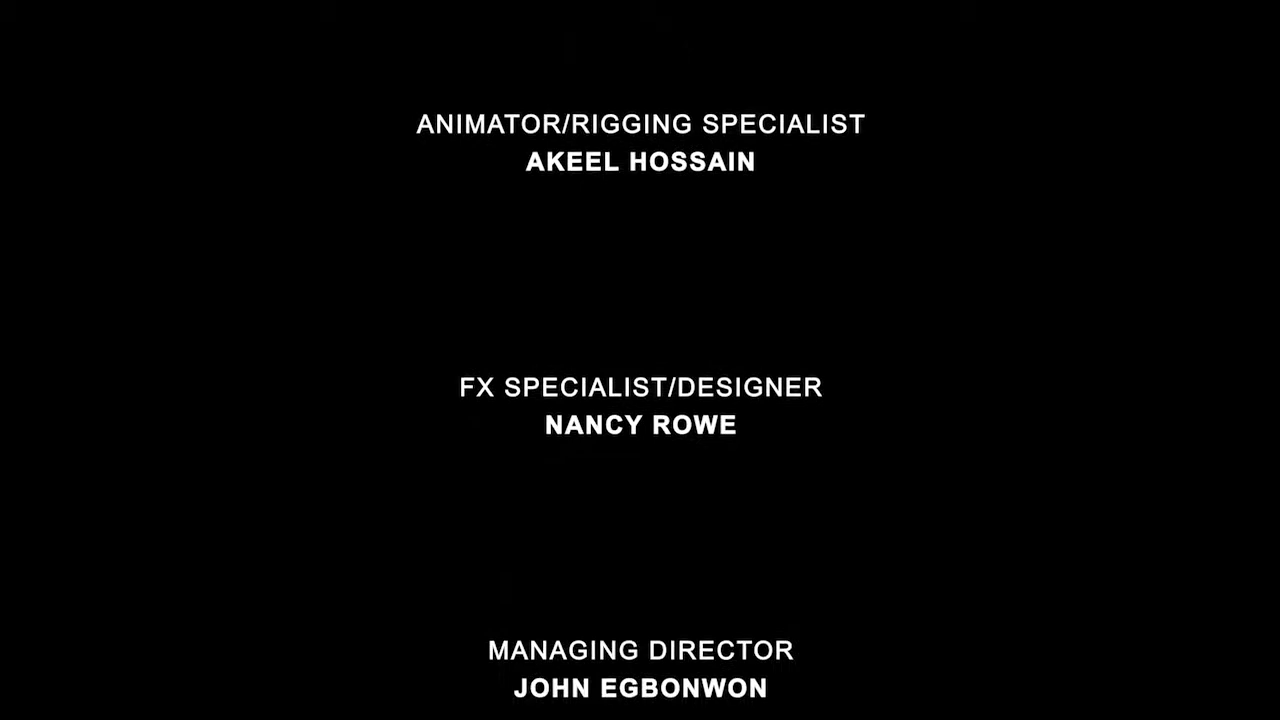 ANIMATOR/RIGGING SPECIALIST
AKEEL HOSSAIN
FX SPECIALIST/DESIGNER
NANCY ROWE
MANAGING DIRECTOR
JOHN EGBONWON